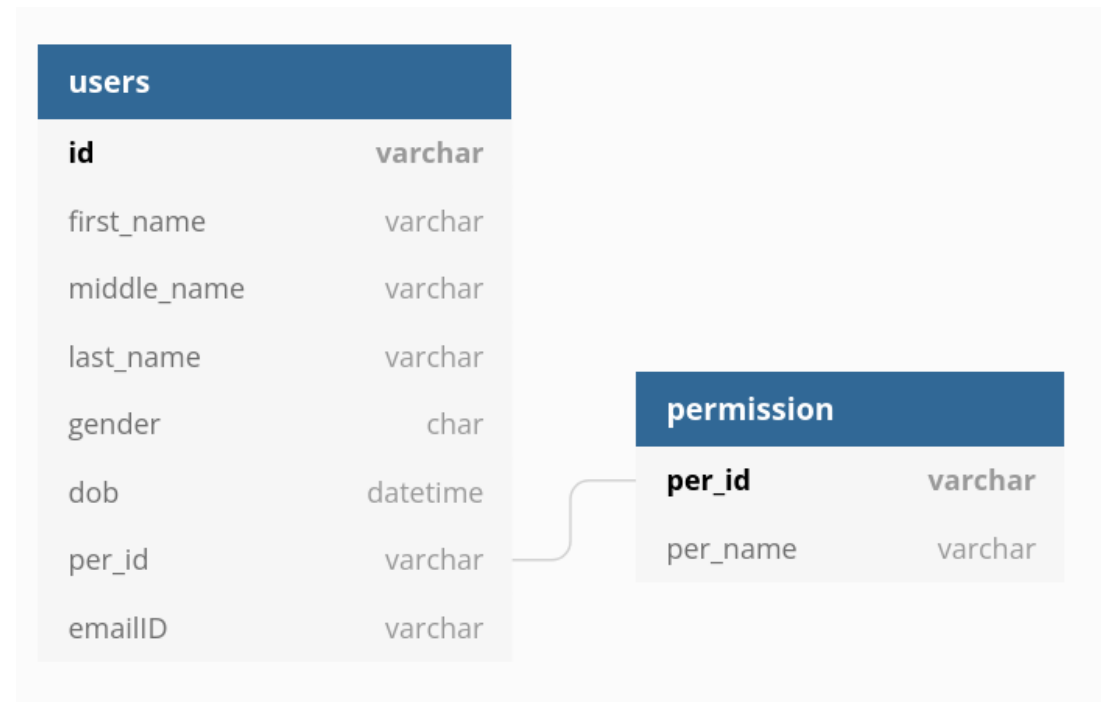 users
id varchar
first_name varchar
middle_name varchar
last_name varchar
gender char
dob datetime
per_id varchar
emailID varchar
permission
per_id varchar
per_name varchar